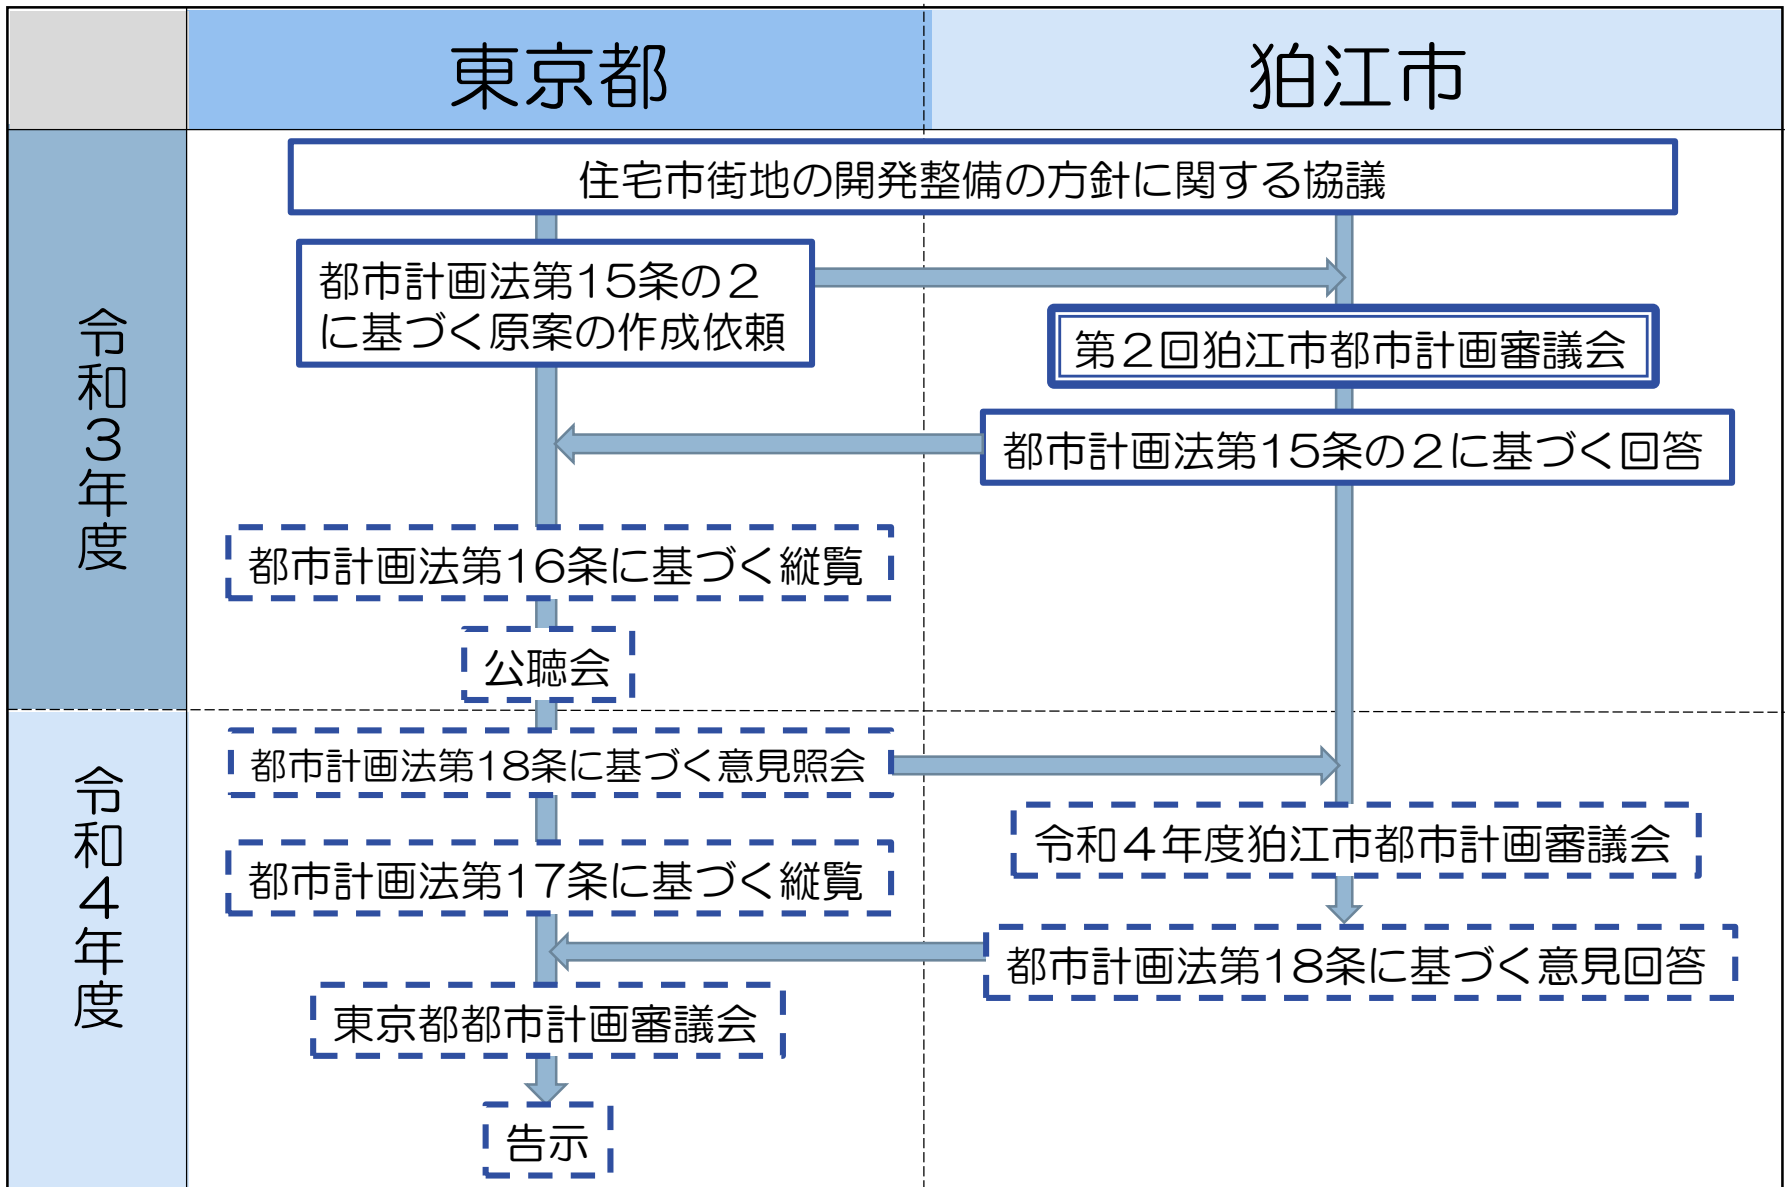 東京都
狛江市
令和3年度
住宅市街地の開発整備の方針に関する協議
都市計画法第15条の2
に基づく原案の作成依頼
第2回狛江市都市計画審議会
都市計画法第15条の2に基づく回答
都市計画法第16条に基づく縦覧
公聴会
令和4年度
都市計画法第18条に基づく意見照会
令和4年度狛江市都市計画審議会
都市計画法第17条に基づく縦覧
都市計画法第18条に基づく意見回答
東京都都市計画審議会
告示